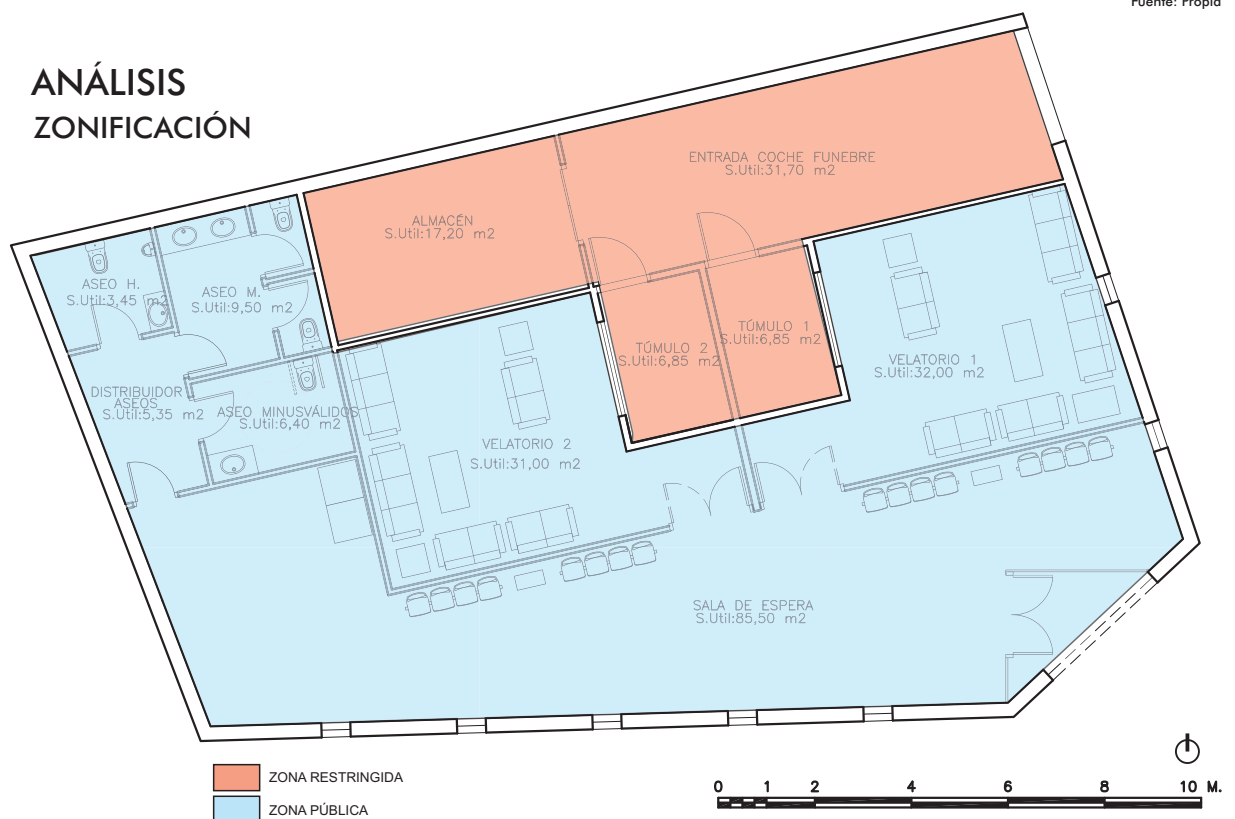 Fuente: Propia
ANÁLISIS
ZONIFICACIÓN
ENTRADA COCHE FUNEBRE
S.Util:31,70 m2
ALMACÉN
S.Util:17,20 m2
ASEO H.
S.Util:3,45 m2
ASEO M.
S.Util:9,50 m2
TÚMULO 1
S.Util:6,85 m2
TÚMULO 2
S.Util:6,85 m2
VELATORIO 1
S.Util:32,00 m2
DISTRIBUIDOR
ASEOS
S.Util:5,35 m2
ASEO MINUSVÁLIDOS
S.Util:6,40 m2
VELATORIO 2
S.Util:31,00 m2
SALA DE ESPERA
S.Util:85,50 m2
ZONA RESTRINGIDA
ZONA PÚBLICA
0 1 2 4 6 8 10 M.